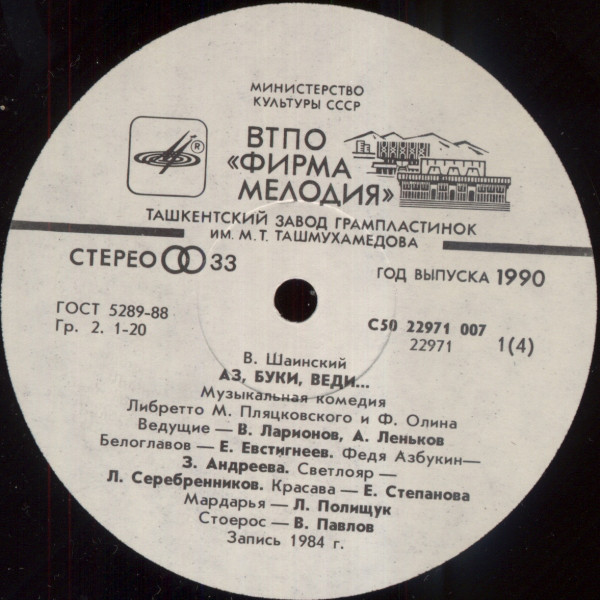 МИНИСТЕРСТВО
КУЛЬТУРЫ СССР
ВТПО
«ФИРМА
МЕЛОДИЯ»
®
ТАШКЕНТСКИЙ ЗАВОД ГРАМПЛАСТИНОК
ИМ. М. Т. ТАШМУХАМЕДОВА
СТЕРЕО 33
ГОД ВЫПУСКА 1990
ГОСТ 5289-88
Гр. 2. 1-20
С50 22971 007
22971 1(4)
В. Шаинский
АЗ, БУКИ, ВЕДИ...
Музыкальная комедия
Либретто М. Пляцковского и Ф. Олина
Ведущие — В. Ларионов, А. Леньков
Белоглавов — Е. Евстигнеев. Федя Азбукин —
З. Андреева. Светлояр —
Л. Серебренников. Красава — Е. Степанова
Мардарья — Л. Полищук
Стоерос — В. Павлов
Запись 1984 г.